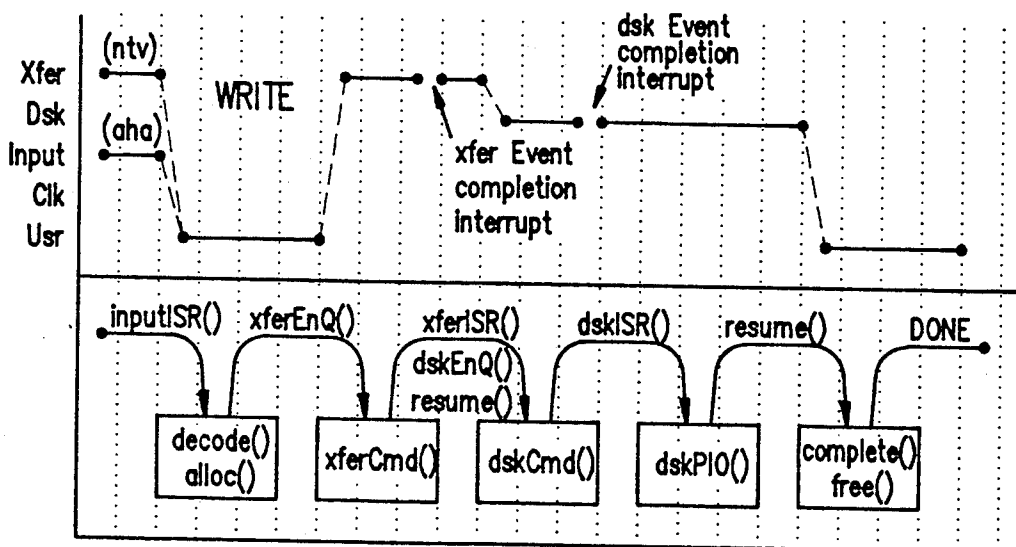 (ntv)
Xfer
WRITE
Dsk
(aha)
Input
Clk
Usr
dsk Event
completion
interrupt
xfer Event
completion
interrupt
inputISR()
xferEnQ()
xferISR()
dskEnQ()
resume()
dskISR()
resume()
DONE
decode()
alloc()
xferCmd()
dskCmd()
dskPIO()
complete()
free()